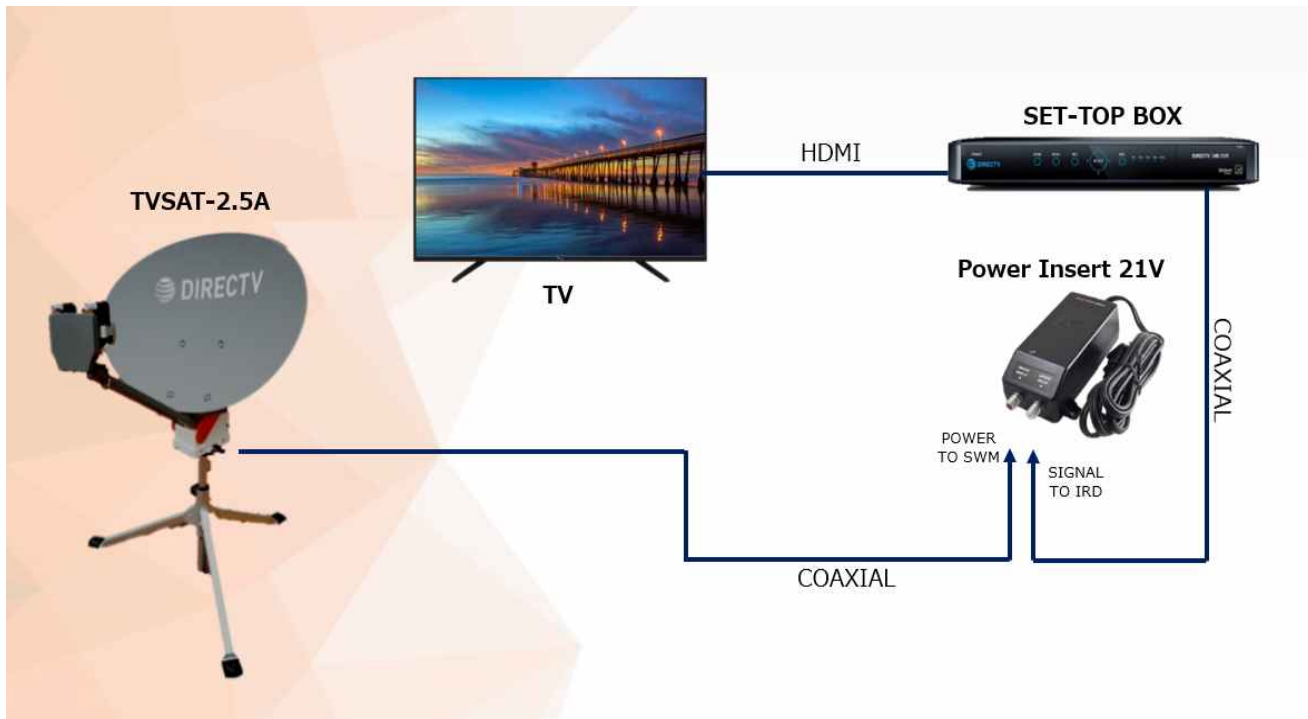 SET-TOP BOX
HDMI
TVSAT-2.5A
DIRECTV
DIRECTV
TV
Power Insert 21V
COAXIAL
POWER
TO SWM
SIGNAL
TO IRD
COAXIAL